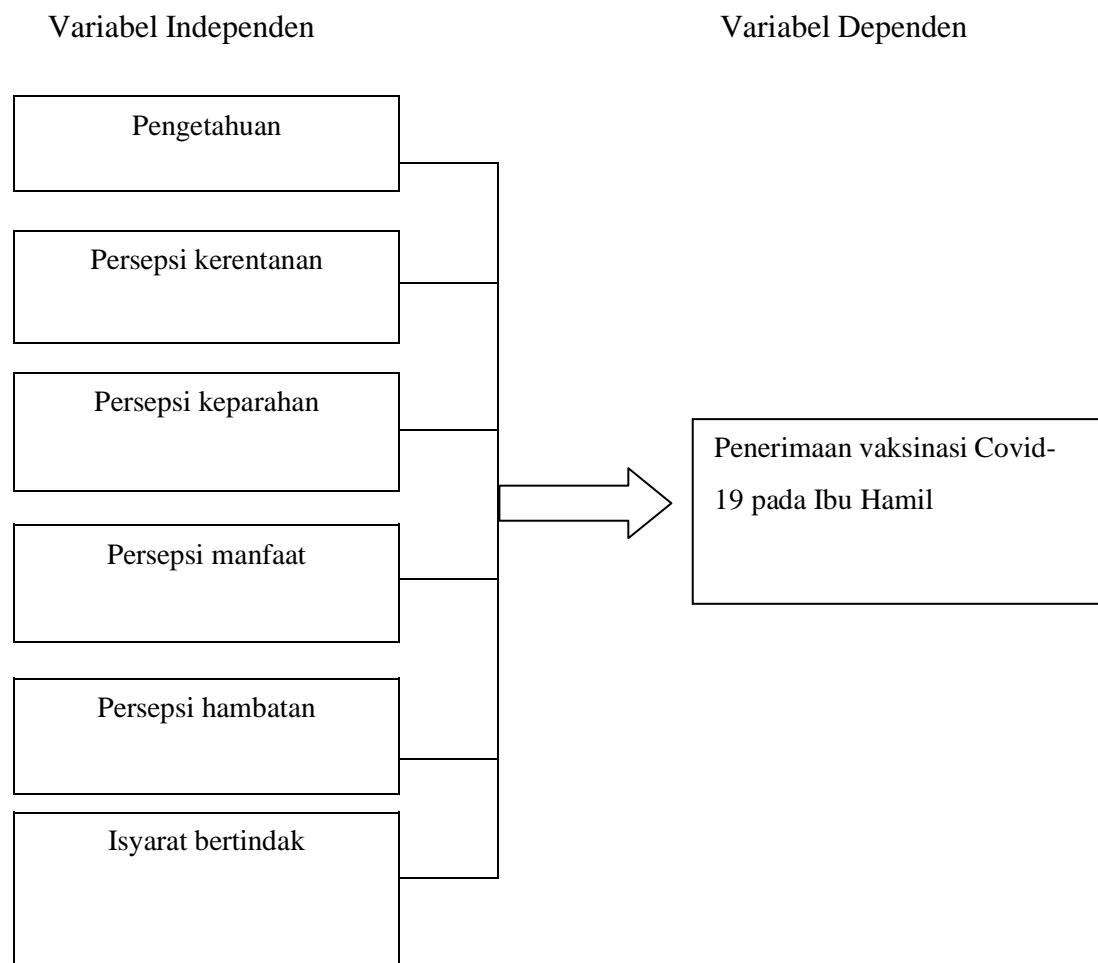 Variabel Independen
Variabel Dependen
Pengetahuan
Persepsi kerentanan
Persepsi keparahan
Persepsi manfaat
Persepsi hambatan
Isyarat bertindak
Penerimaan vaksinasi Covid-
19 pada Ibu Hamil